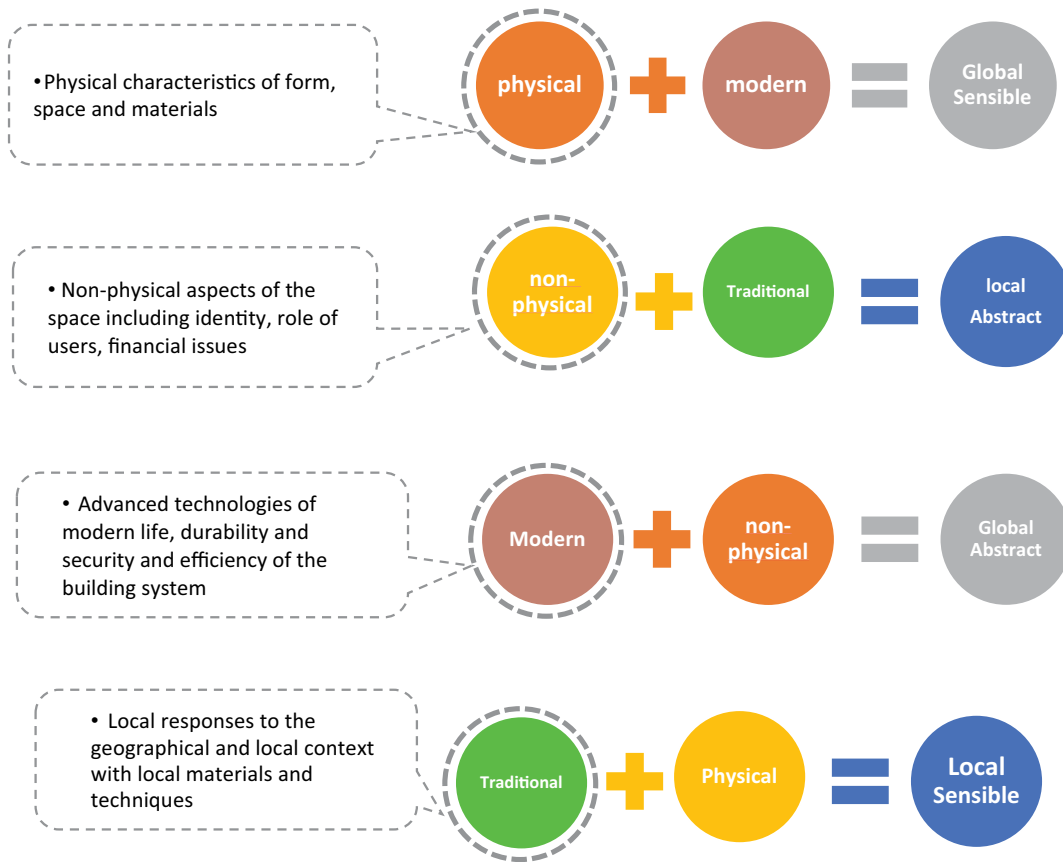 •Physical characteristics of form,
space and materials
physical
modern
Global
Sensible
• Non-physical aspects of the
space including identity, role of
users, financial issues
non-
physical
Traditional
local
Abstract
• Advanced technologies of
modern life, durability and
security and efficiency of the
building system
Modern
non-
physical
Global
Abstract
• Local responses to the
geographical and local context
with local materials and
techniques
Traditional
Physical
Local
Sensible